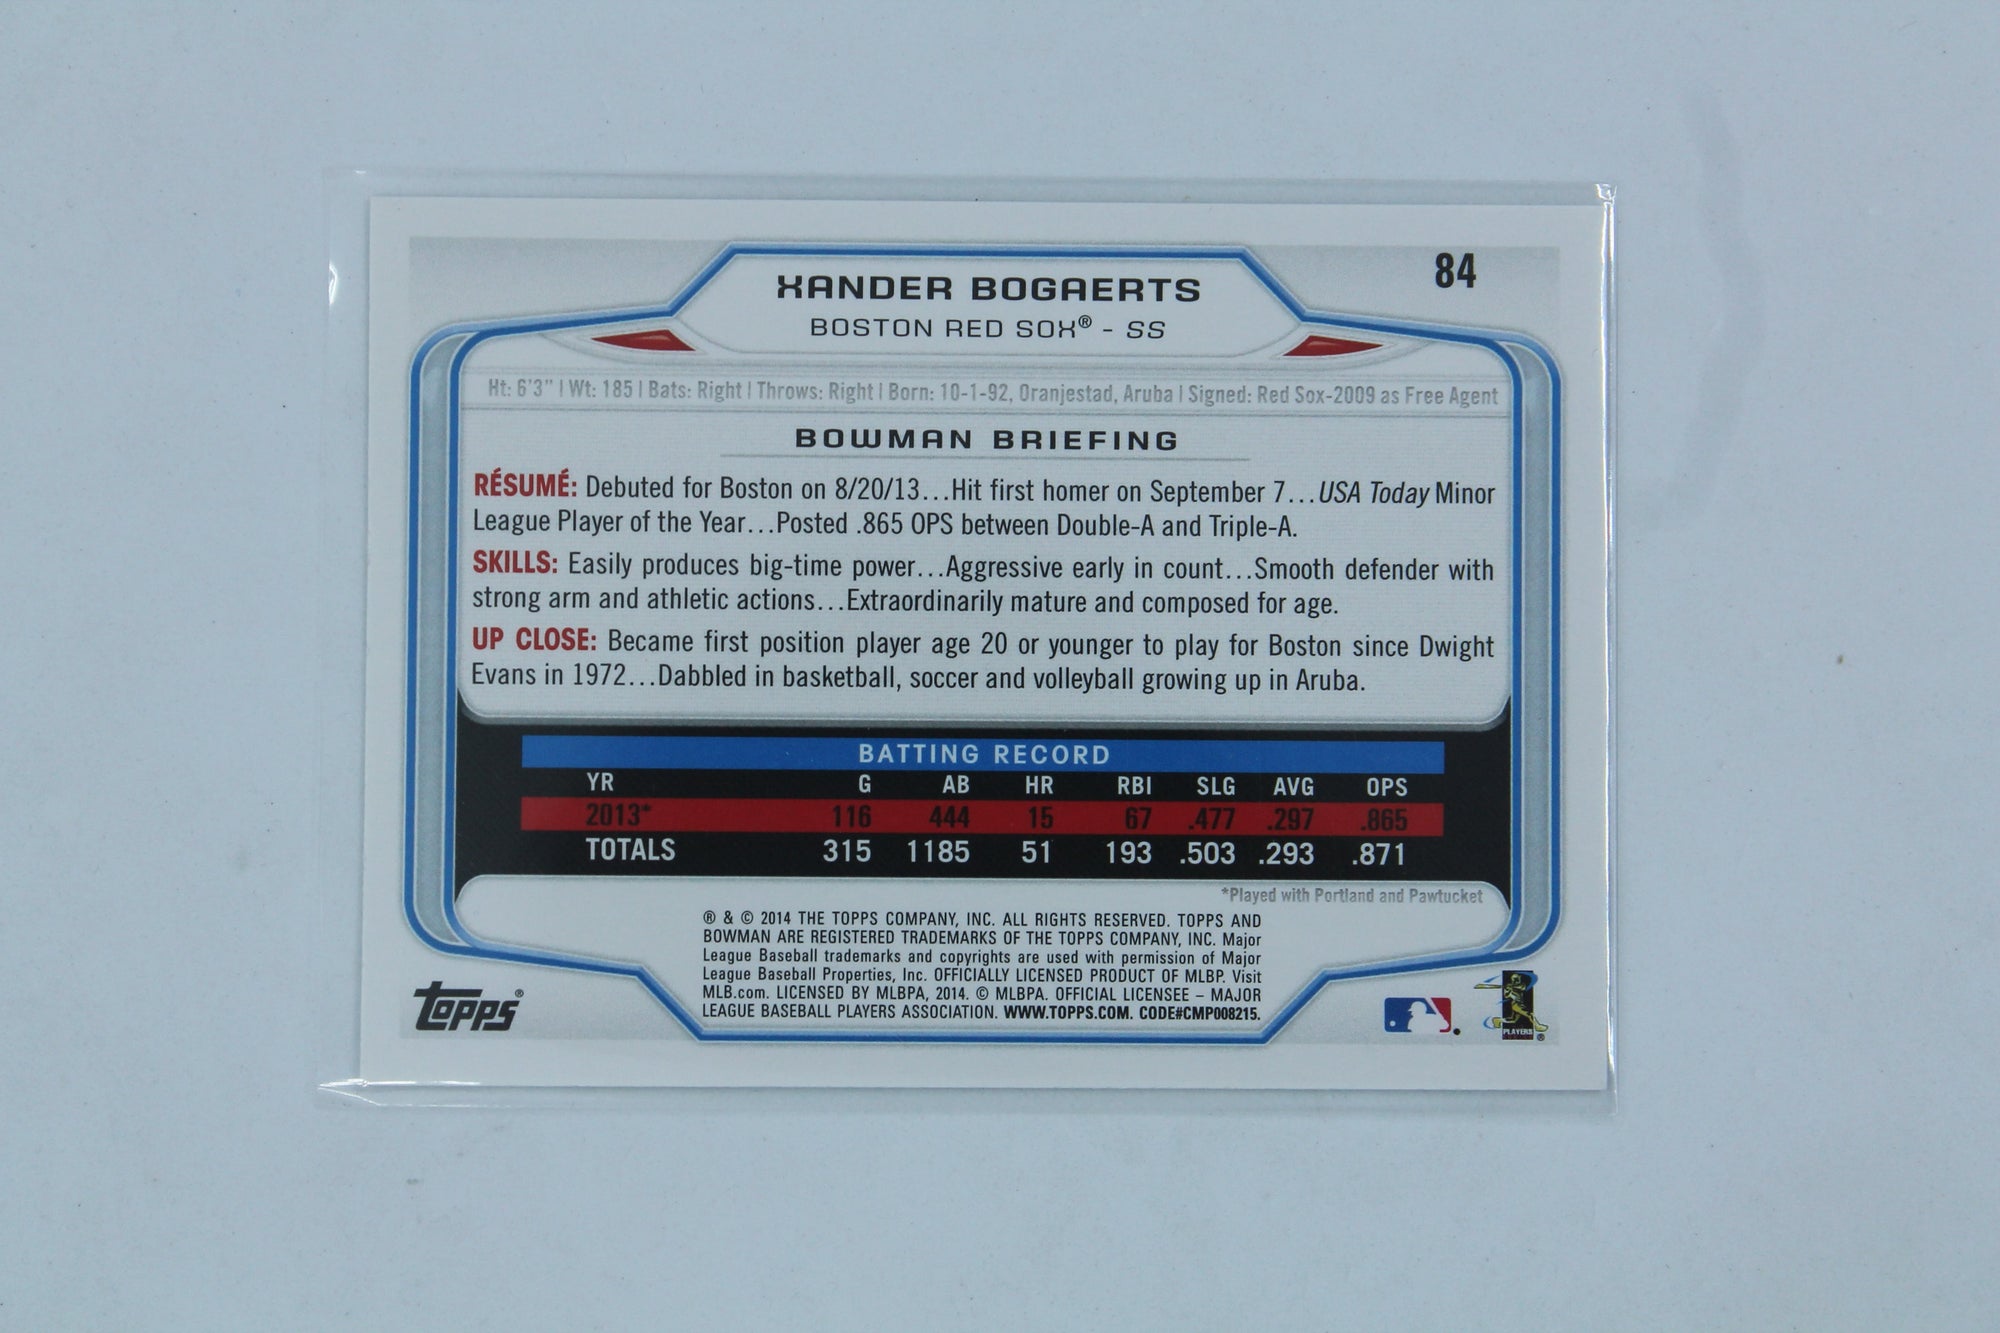 84
XANDER BOGAERTS
BOSTON RED SOX® - SS
Ht: 6'3" | Wt: 185 | Bats: Right | Throws: Right | Born: 10-1-92, Oranjestad, Aruba | Signed: Red Sox-2009 as Free Agent
BOWMAN BRIEFING
RÉSUMÉ: Debuted for Boston on 8/20/13...Hit first homer on September 7...USA Today Minor
League Player of the Year...Posted .865 OPS between Double-A and Triple-A.
SKILLS: Easily produces big-time power...Aggressive early in count...Smooth defender with
strong arm and athletic actions...Extraordinarily mature and composed for age.
UP CLOSE: Became first position player age 20 or younger to play for Boston since Dwight
Evans in 1972...Dabbled in basketball, soccer and volleyball growing up in Aruba.
BATTING RECORD
YR G AB HR RBI SLG AVG OPS
2013* 116 444 15 67 .477 .297 .865
TOTALS 315 1185 51 193 .503 .293 .871
*Played with Portland and Pawtucket
® & © 2014 THE TOPPS COMPANY, INC. ALL RIGHTS RESERVED. TOPPS AND
BOWMAN ARE REGISTERED TRADEMARKS OF THE TOPPS COMPANY, INC. Major
League Baseball trademarks and copyrights are used with permission of Major
League Baseball Properties, Inc. OFFICIALLY LICENSED PRODUCT OF MLBP. Visit
MLB.com. LICENSED BY MLBPA, 2014. © MLBPA. OFFICIAL LICENSEE – MAJOR
LEAGUE BASEBALL PLAYERS ASSOCIATION. WWW.TOPPS.COM. CODE#CMP008215.
Topps®
PLAYERS ®